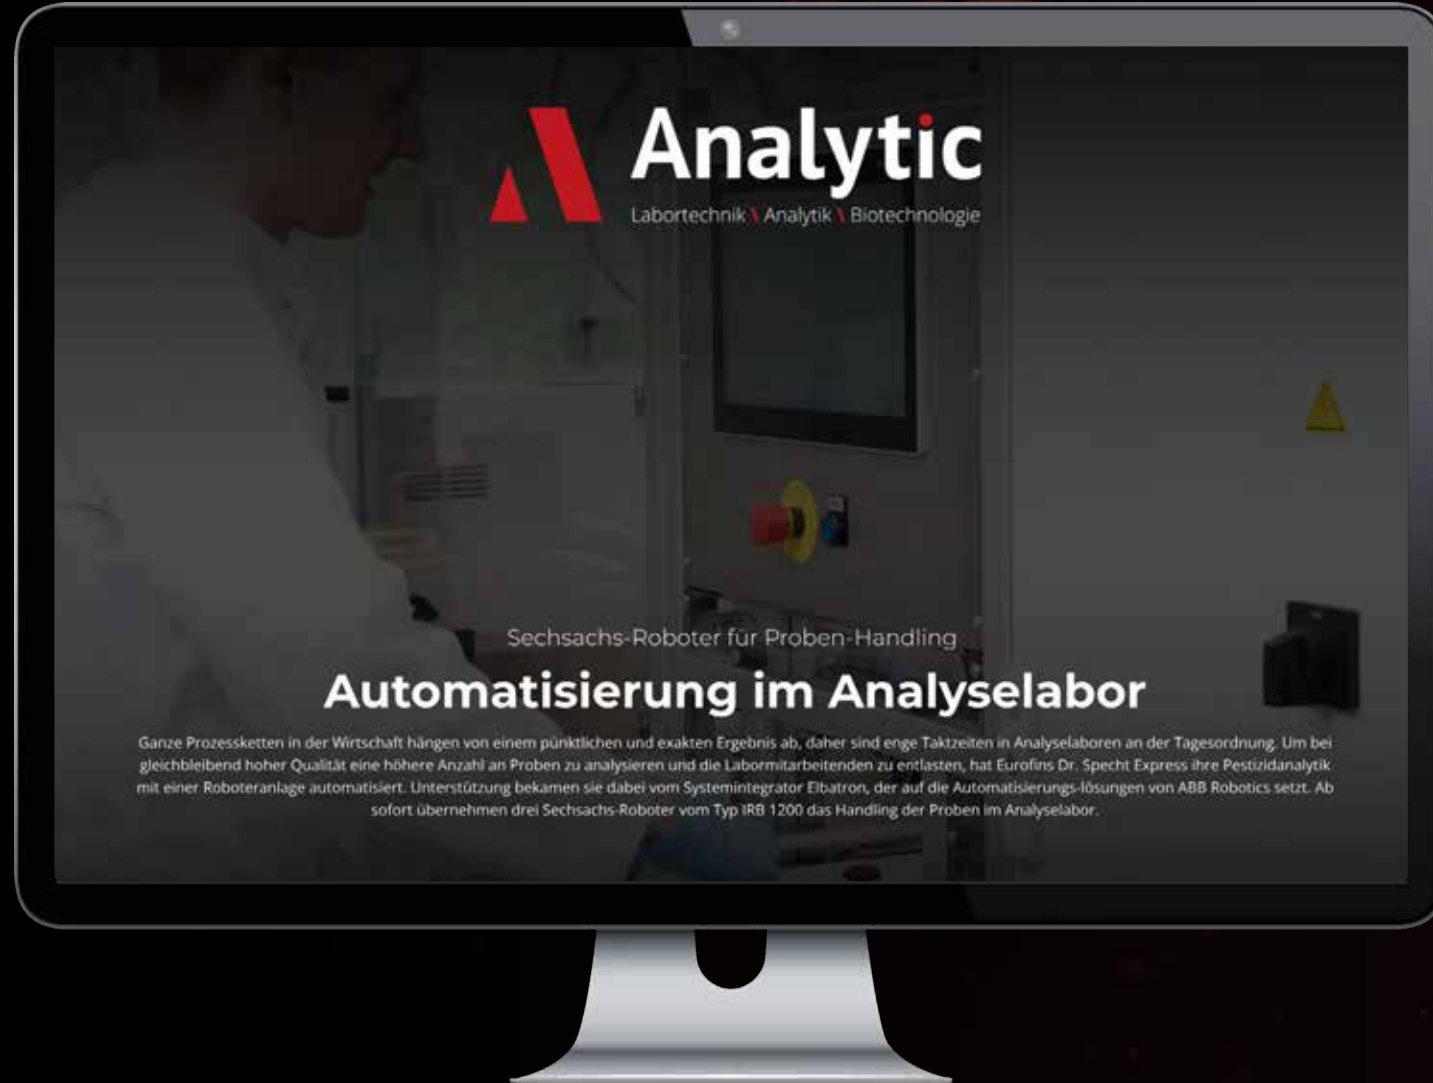 Analytic
Labortechnik \ Analytik \ Biotechnologie
Sechsachs-Roboter für Proben-Handling
Automatisierung im Analyselabor
Ganze Prozessketten in der Wirtschaft hängen von einem pünktlichen und exakten Ergebnis ab, daher sind enge Taktzeiten in Analyselaboren an der Tagesordnung. Um bei
gleichbleibend hoher Qualität eine höhere Anzahl an Proben zu analysieren und die Labormitarbeitenden zu entlasten, hat Eurofins Dr. Specht Express ihre Pestizidanalytik
mit einer Roboteranlage automatisiert. Unterstützung bekamen sie dabei vom Systemintegrator Elbatron, der auf die Automatisierungs-lösungen von ABB Robotics setzt. Ab
sofort übernehmen drei Sechsachs-Roboter vom Typ IRB 1200 das Handling der Proben im Analyselabor.